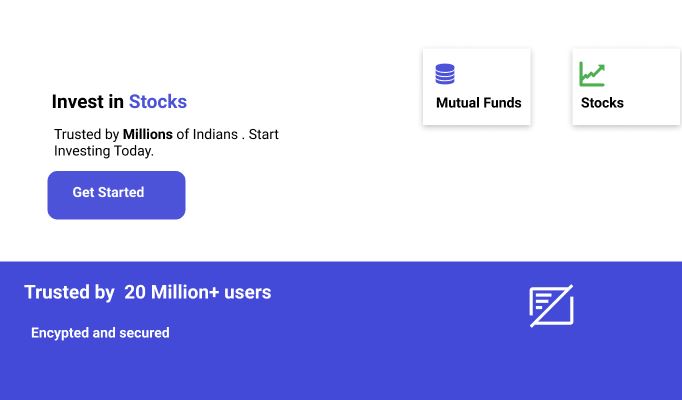 Mutual Funds
Stocks
Invest in Stocks
Trusted by Millions of Indians . Start
Investing Today.
Get Started
Trusted by  20 Million+ users
Encypted and secured